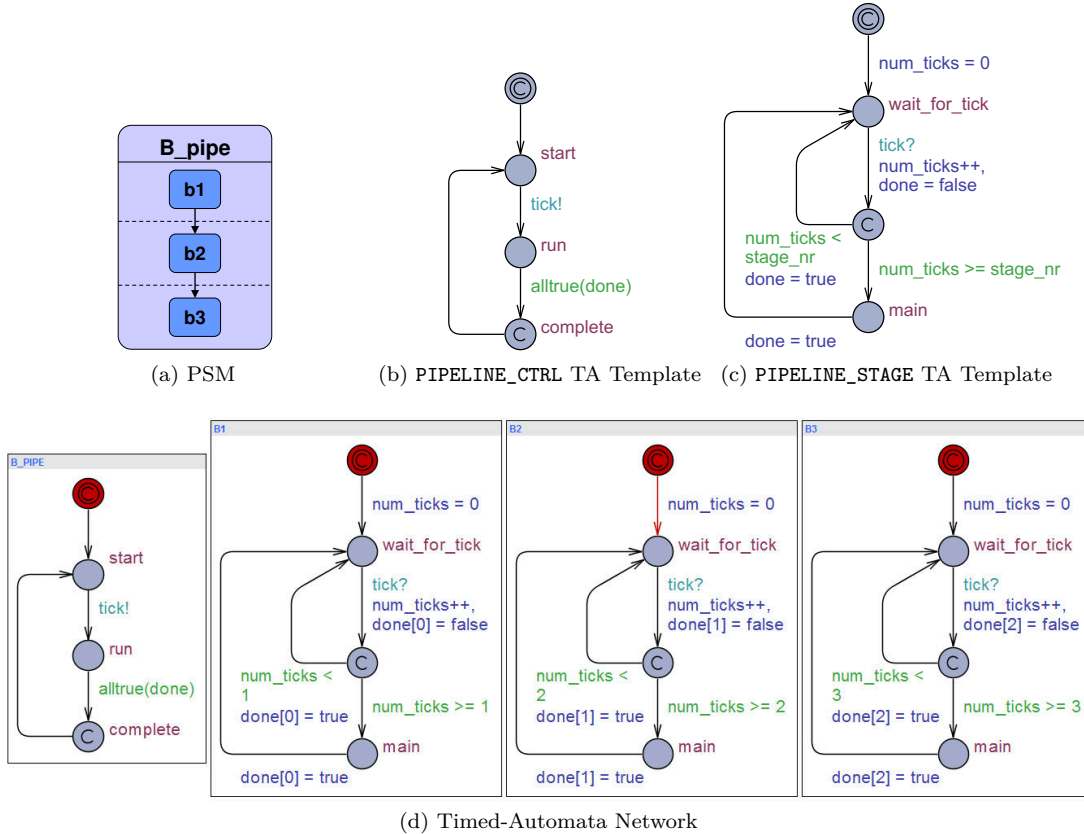 B_pipe
b1
b2
b3
(a) PSM
C
start
tick!
run
alltrue(done)
C
complete
(b) PIPELINE_CTRL TA Template
C
num_ticks = 0
wait_for_tick
tick?
num_ticks++,
done = false
C
num_ticks <
stage_nr
done = true
num_ticks >= stage_nr
main
done = true
(c) PIPELINE_STAGE TA Template
B_PIPE
C
start
tick!
run
alltrue(done)
C
complete
B1
C
num_ticks = 0
wait_for_tick
tick?
num_ticks++,
done[0] = false
C
num_ticks <
1
done[0] = true
num_ticks >= 1
main
done[0] = true
B2
C
num_ticks = 0
wait_for_tick
tick?
num_ticks++,
done[1] = false
C
num_ticks <
2
done[1] = true
num_ticks >= 2
main
done[1] = true
B3
C
num_ticks = 0
wait_for_tick
tick?
num_ticks++,
done[2] = false
C
num_ticks <
3
done[2] = true
num_ticks >= 3
main
done[2] = true
(d) Timed-Automata Network